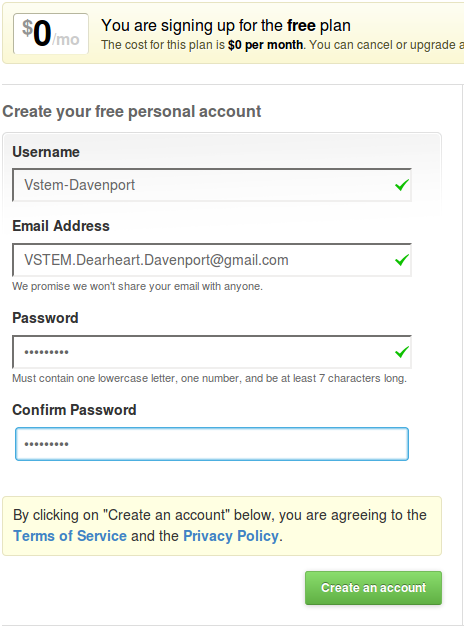 $0/mo
You are signing up for the free plan
The cost for this plan is $0 per month. You can cancel or upgrade a
Create your free personal account
Username
Vstem-Davenport
Email Address
VSTEM.Dearheart.Davenport@gmail.com
We promise we won't share your email with anyone.
Password
•••••••••
Must contain one lowercase letter, one number, and be at least 7 characters long.
Confirm Password
•••••••••
By clicking on "Create an account" below, you are agreeing to the
Terms of Service and the Privacy Policy.
Create an account